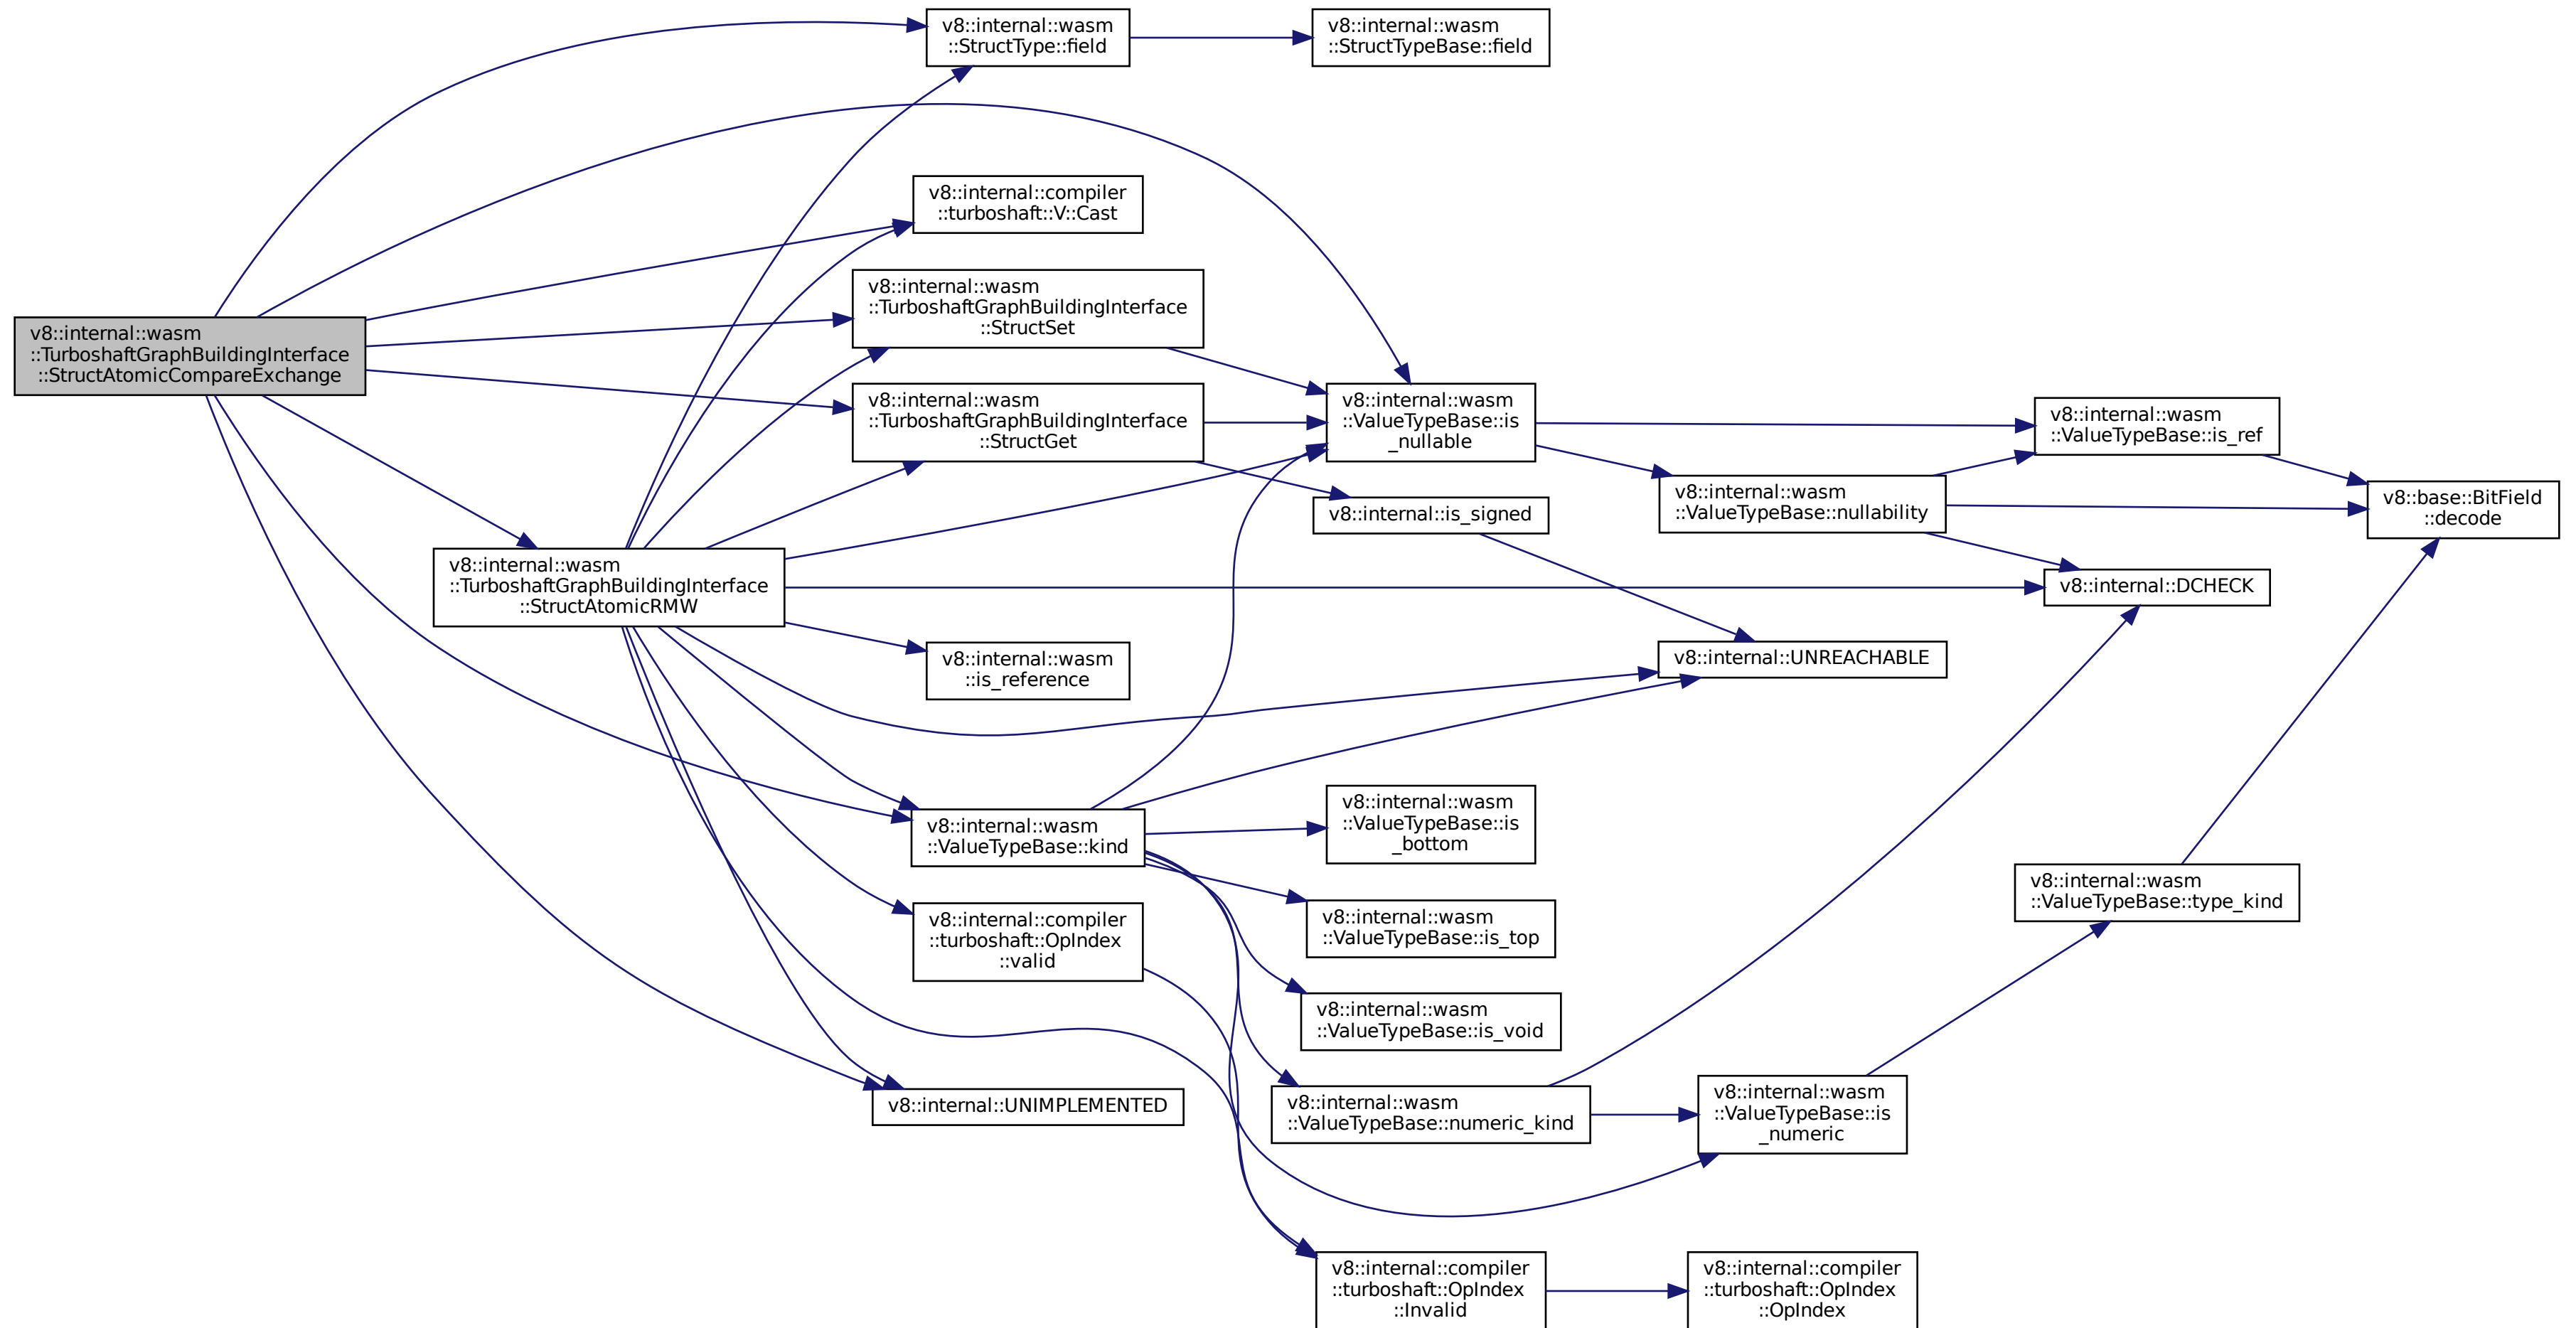 v8::internal::wasm
::StructType::field
v8::internal::wasm
::StructTypeBase::field
v8::internal::compiler
::turboshaft::V::Cast
v8::internal::wasm
::TurboshaftGraphBuildingInterface
::StructSet
v8::internal::wasm
::TurboshaftGraphBuildingInterface
::StructAtomicCompareExchange
v8::internal::wasm
::TurboshaftGraphBuildingInterface
::StructGet
v8::internal::wasm
::ValueTypeBase::is
_nullable
v8::internal::wasm
::ValueTypeBase::is_ref
v8::internal::wasm
::ValueTypeBase::nullability
v8::base::BitField
::decode
v8::internal::is_signed
v8::internal::wasm
::TurboshaftGraphBuildingInterface
::StructAtomicRMW
v8::internal::DCHECK
v8::internal::wasm
::is_reference
v8::internal::UNREACHABLE
v8::internal::wasm
::ValueTypeBase::kind
v8::internal::wasm
::ValueTypeBase::is
_bottom
v8::internal::wasm
::ValueTypeBase::type_kind
v8::internal::compiler
::turboshaft::OpIndex
::valid
v8::internal::wasm
::ValueTypeBase::is_top
v8::internal::wasm
::ValueTypeBase::is_void
v8::internal::UNIMPLEMENTED
v8::internal::wasm
::ValueTypeBase::numeric_kind
v8::internal::wasm
::ValueTypeBase::is
_numeric
v8::internal::compiler
::turboshaft::OpIndex
::Invalid
v8::internal::compiler
::turboshaft::OpIndex
::OpIndex